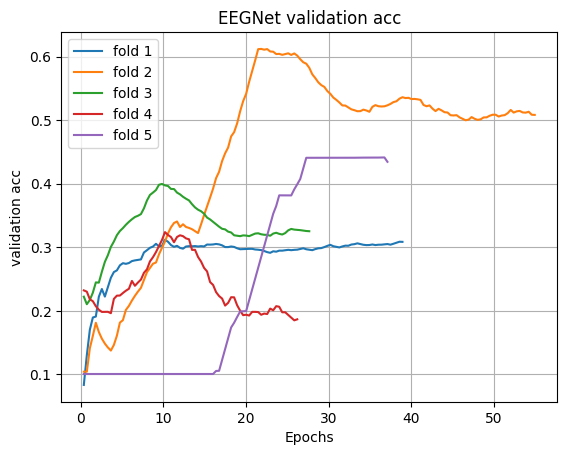 EEGNet validation acc
fold 1
fold 2
fold 3
fold 4
fold 5
validation acc
0.6
0.5
0.4
0.3
0.2
0.1
0 10 20 30 40 50
Epochs